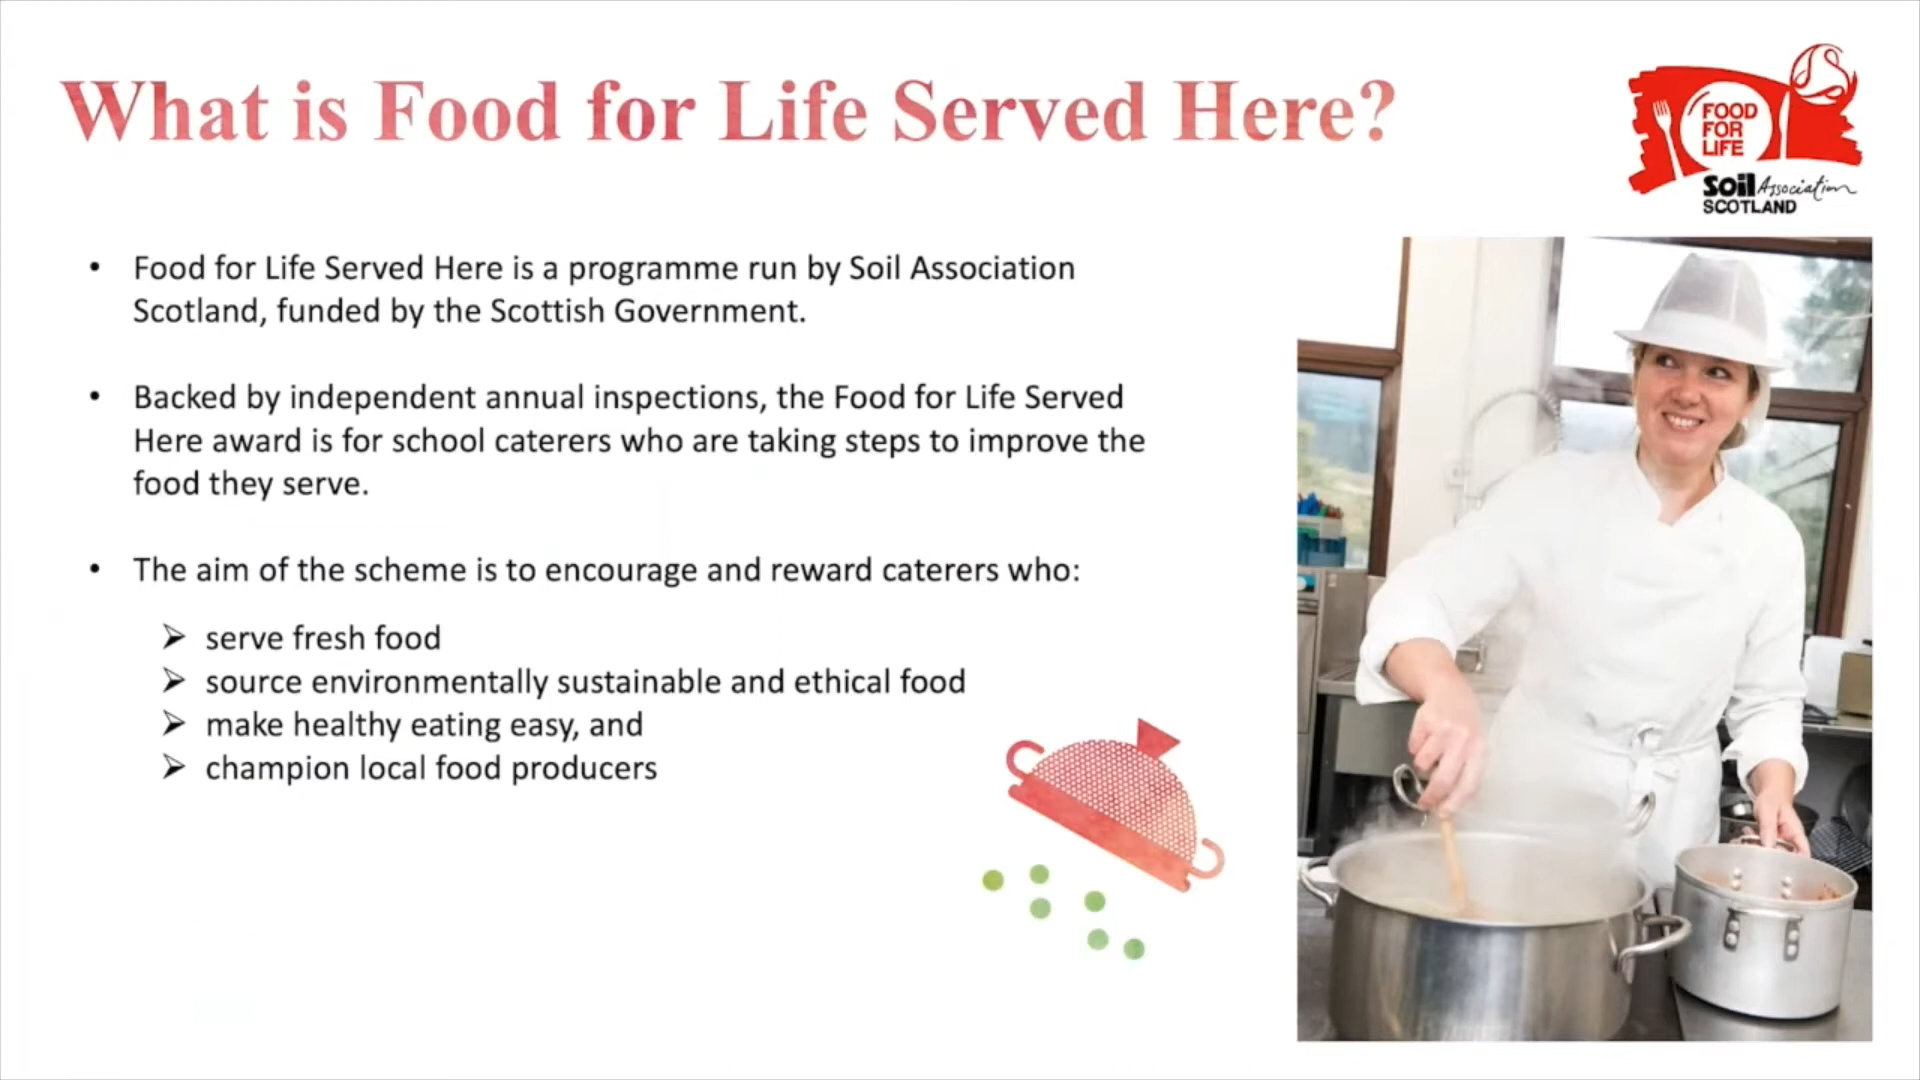 What is Food for Life Served Here?
FOOD
FOR
LIFE
Soil Association
SCOTLAND
• Food for Life Served Here is a programme run by Soil Association
Scotland, funded by the Scottish Government.
• Backed by independent annual inspections, the Food for Life Served
Here award is for school caterers who are taking steps to improve the
food they serve.
• The aim of the scheme is to encourage and reward caterers who:
➢ serve fresh food
➢ source environmentally sustainable and ethical food
➢ make healthy eating easy, and
➢ champion local food producers